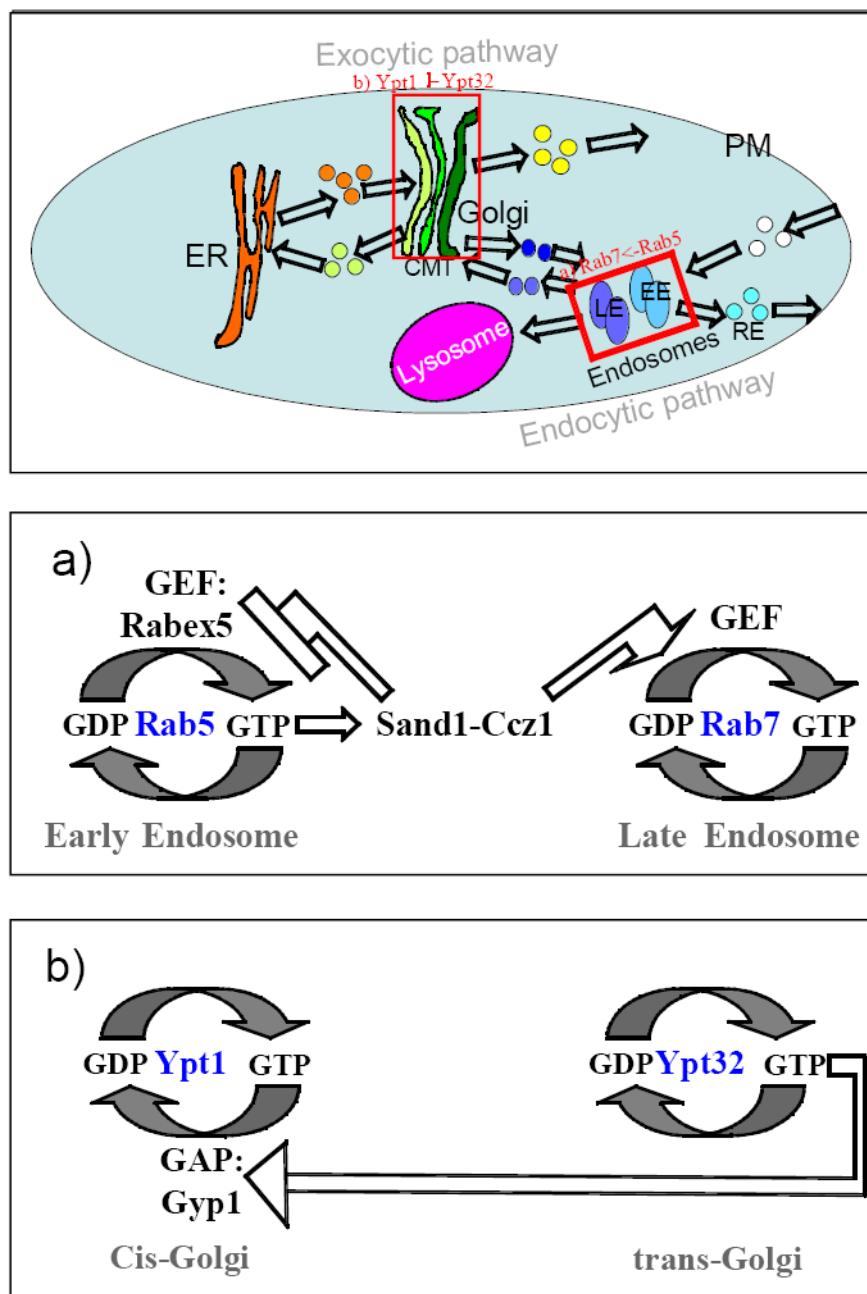 Exocytic pathway
b) Ypt1 ⊢Ypt32
PM
ER
Golgi
CMT
a) Rab7<-Rab5
LE
EE
RE
Lysosome
Endosomes
Endocytic pathway
a)
GEF:
Rabex5
GEF
GDP Rab5 GTP
Sand1-Ccz1
GDP Rab7 GTP
Early Endosome
Late Endosome
b)
GDP Ypt1 GTP
GDP Ypt32 GTP
GAP:
Gyp1
Cis-Golgi
trans-Golgi